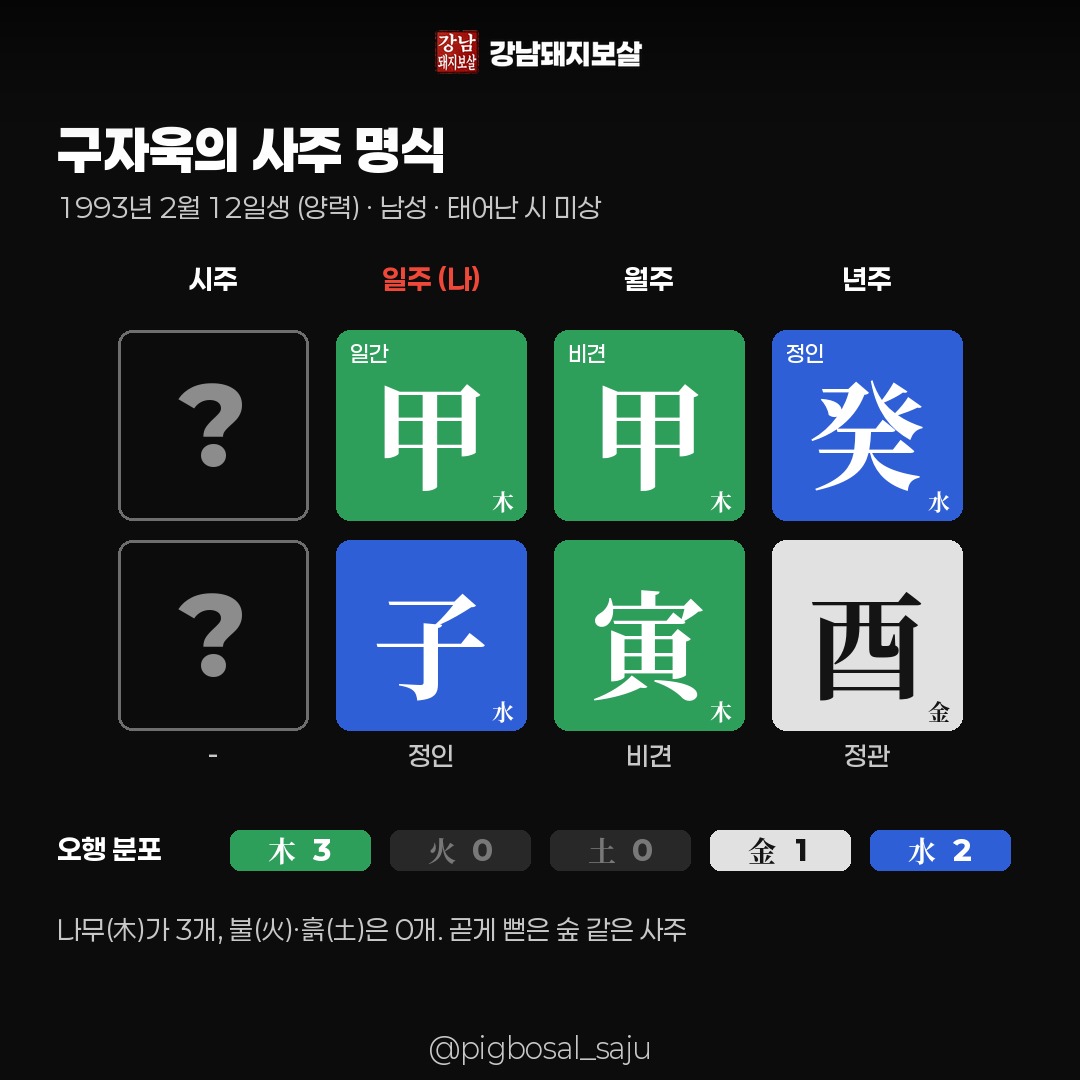 강남
돼지보살
강남돼지보살
구자욱의 사주 명식
1993년 2월 12일생 (양력) · 남성 · 태어난 시 미상
시주 일주 (나) 월주 년주
일간 비견 정인
? 甲 甲 癸
木 木 水
? 子 寅 酉
水 木 金
- 정인 비견 정관
오행 분포 木 3 火 0 土 0 金 1 水 2
나무(木)가 3개, 불(火)·흙(土)은 0개. 곧게 뻗은 숲 같은 사주
@pigbosal_saju